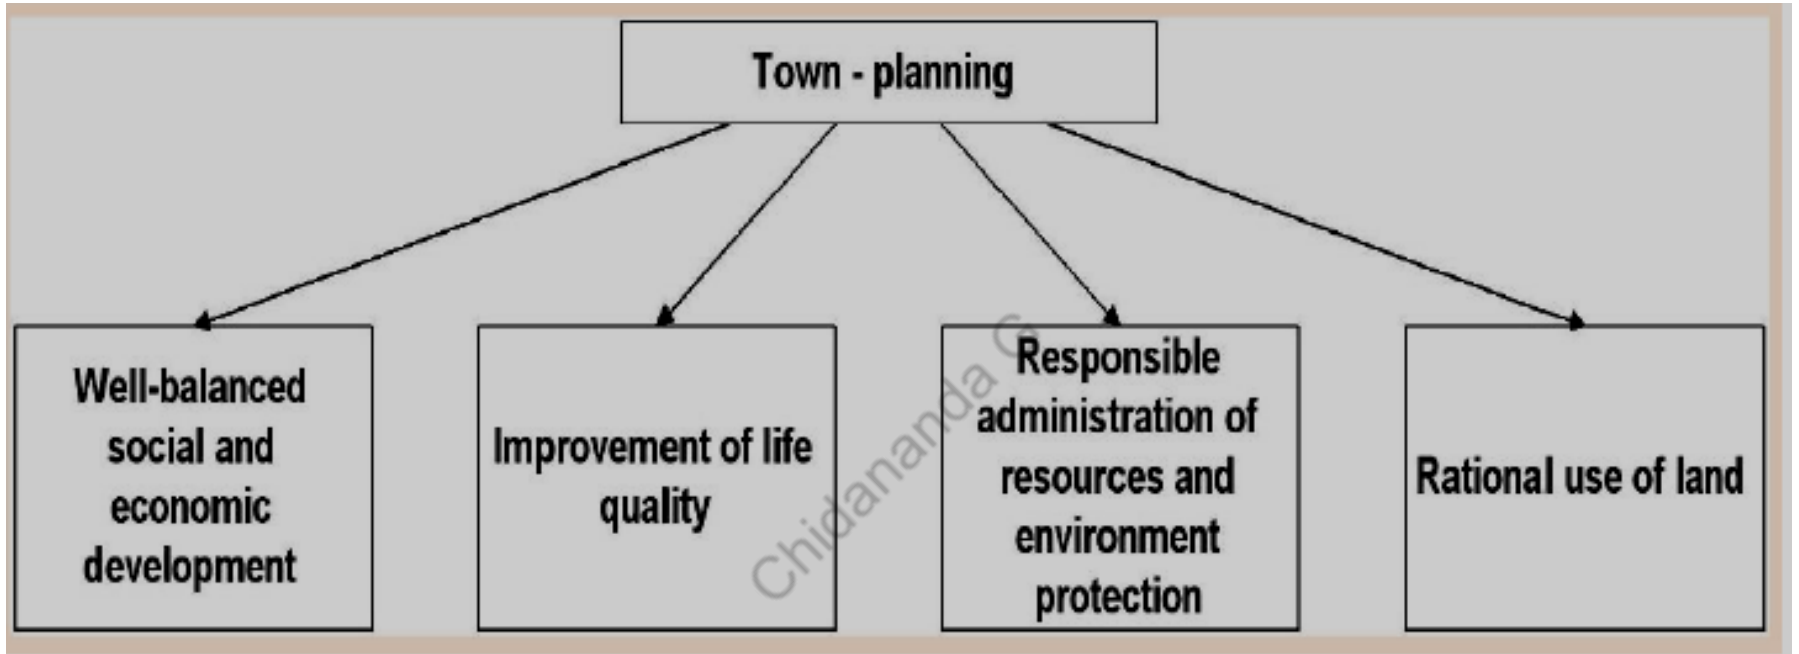 Town - planning
Well-balanced
social and
economic
development
Improvement of life
quality
Responsible
administration of
resources and
environment
protection
Rational use of land
Chidananda G